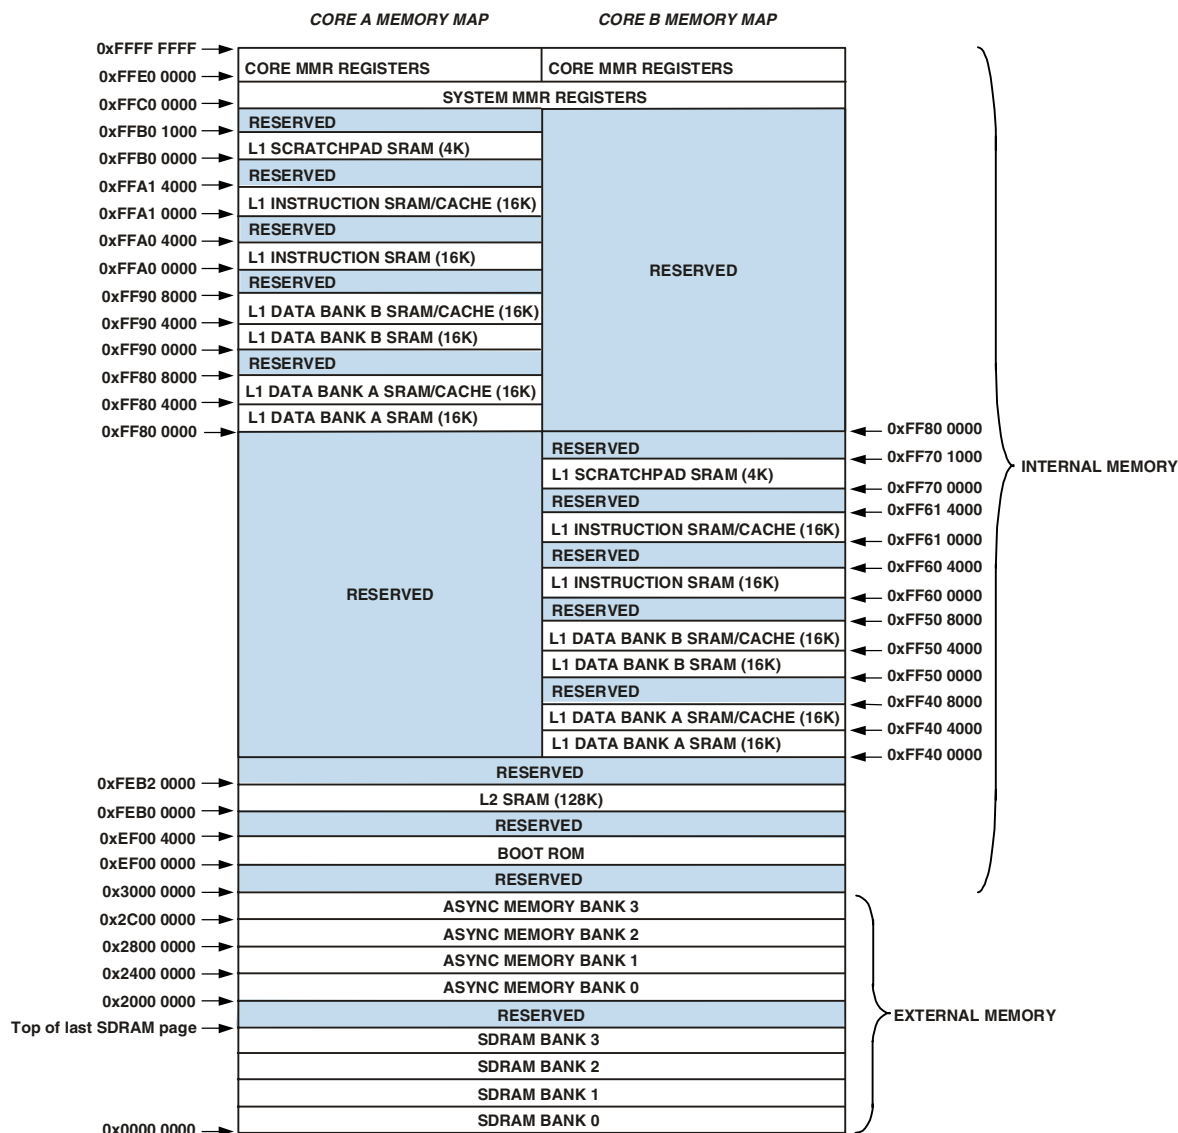 CORE A MEMORY MAP
CORE B MEMORY MAP
0xFFFF FFFF
CORE MMR REGISTERS
CORE MMR REGISTERS
0xFFE0 0000
SYSTEM MMR REGISTERS
0xFFC0 0000
RESERVED
0xFFB0 1000
L1 SCRATCHPAD SRAM (4K)
0xFFB0 0000
RESERVED
0xFFA1 4000
L1 INSTRUCTION SRAM/CACHE (16K)
0xFFA1 0000
RESERVED
0xFFA0 4000
L1 INSTRUCTION SRAM (16K)
0xFFA0 0000
RESERVED
RESERVED
0xFF90 8000
L1 DATA BANK B SRAM/CACHE (16K)
0xFF90 4000
L1 DATA BANK B SRAM (16K)
0xFF90 0000
RESERVED
0xFF80 8000
L1 DATA BANK A SRAM/CACHE (16K)
0xFF80 4000
L1 DATA BANK A SRAM (16K)
0xFF80 0000
0xFF80 0000
RESERVED
0xFF70 1000
L1 SCRATCHPAD SRAM (4K)
INTERNAL MEMORY
0xFF70 0000
RESERVED
0xFF61 4000
L1 INSTRUCTION SRAM/CACHE (16K)
0xFF61 0000
RESERVED
0xFF60 4000
L1 INSTRUCTION SRAM (16K)
RESERVED
0xFF60 0000
RESERVED
0xFF50 8000
L1 DATA BANK B SRAM/CACHE (16K)
0xFF50 4000
L1 DATA BANK B SRAM (16K)
0xFF50 0000
RESERVED
0xFF40 8000
L1 DATA BANK A SRAM/CACHE (16K)
0xFF40 4000
L1 DATA BANK A SRAM (16K)
0xFF40 0000
RESERVED
0xFEB2 0000
L2 SRAM (128K)
0xFEB0 0000
RESERVED
0xEF00 4000
BOOT ROM
0xEF00 0000
RESERVED
0x3000 0000
ASYNC MEMORY BANK 3
0x2C00 0000
ASYNC MEMORY BANK 2
0x2800 0000
ASYNC MEMORY BANK 1
0x2400 0000
ASYNC MEMORY BANK 0
0x2000 0000
RESERVED
EXTERNAL MEMORY
Top of last SDRAM page
SDRAM BANK 3
SDRAM BANK 2
SDRAM BANK 1
SDRAM BANK 0
0x0000 0000